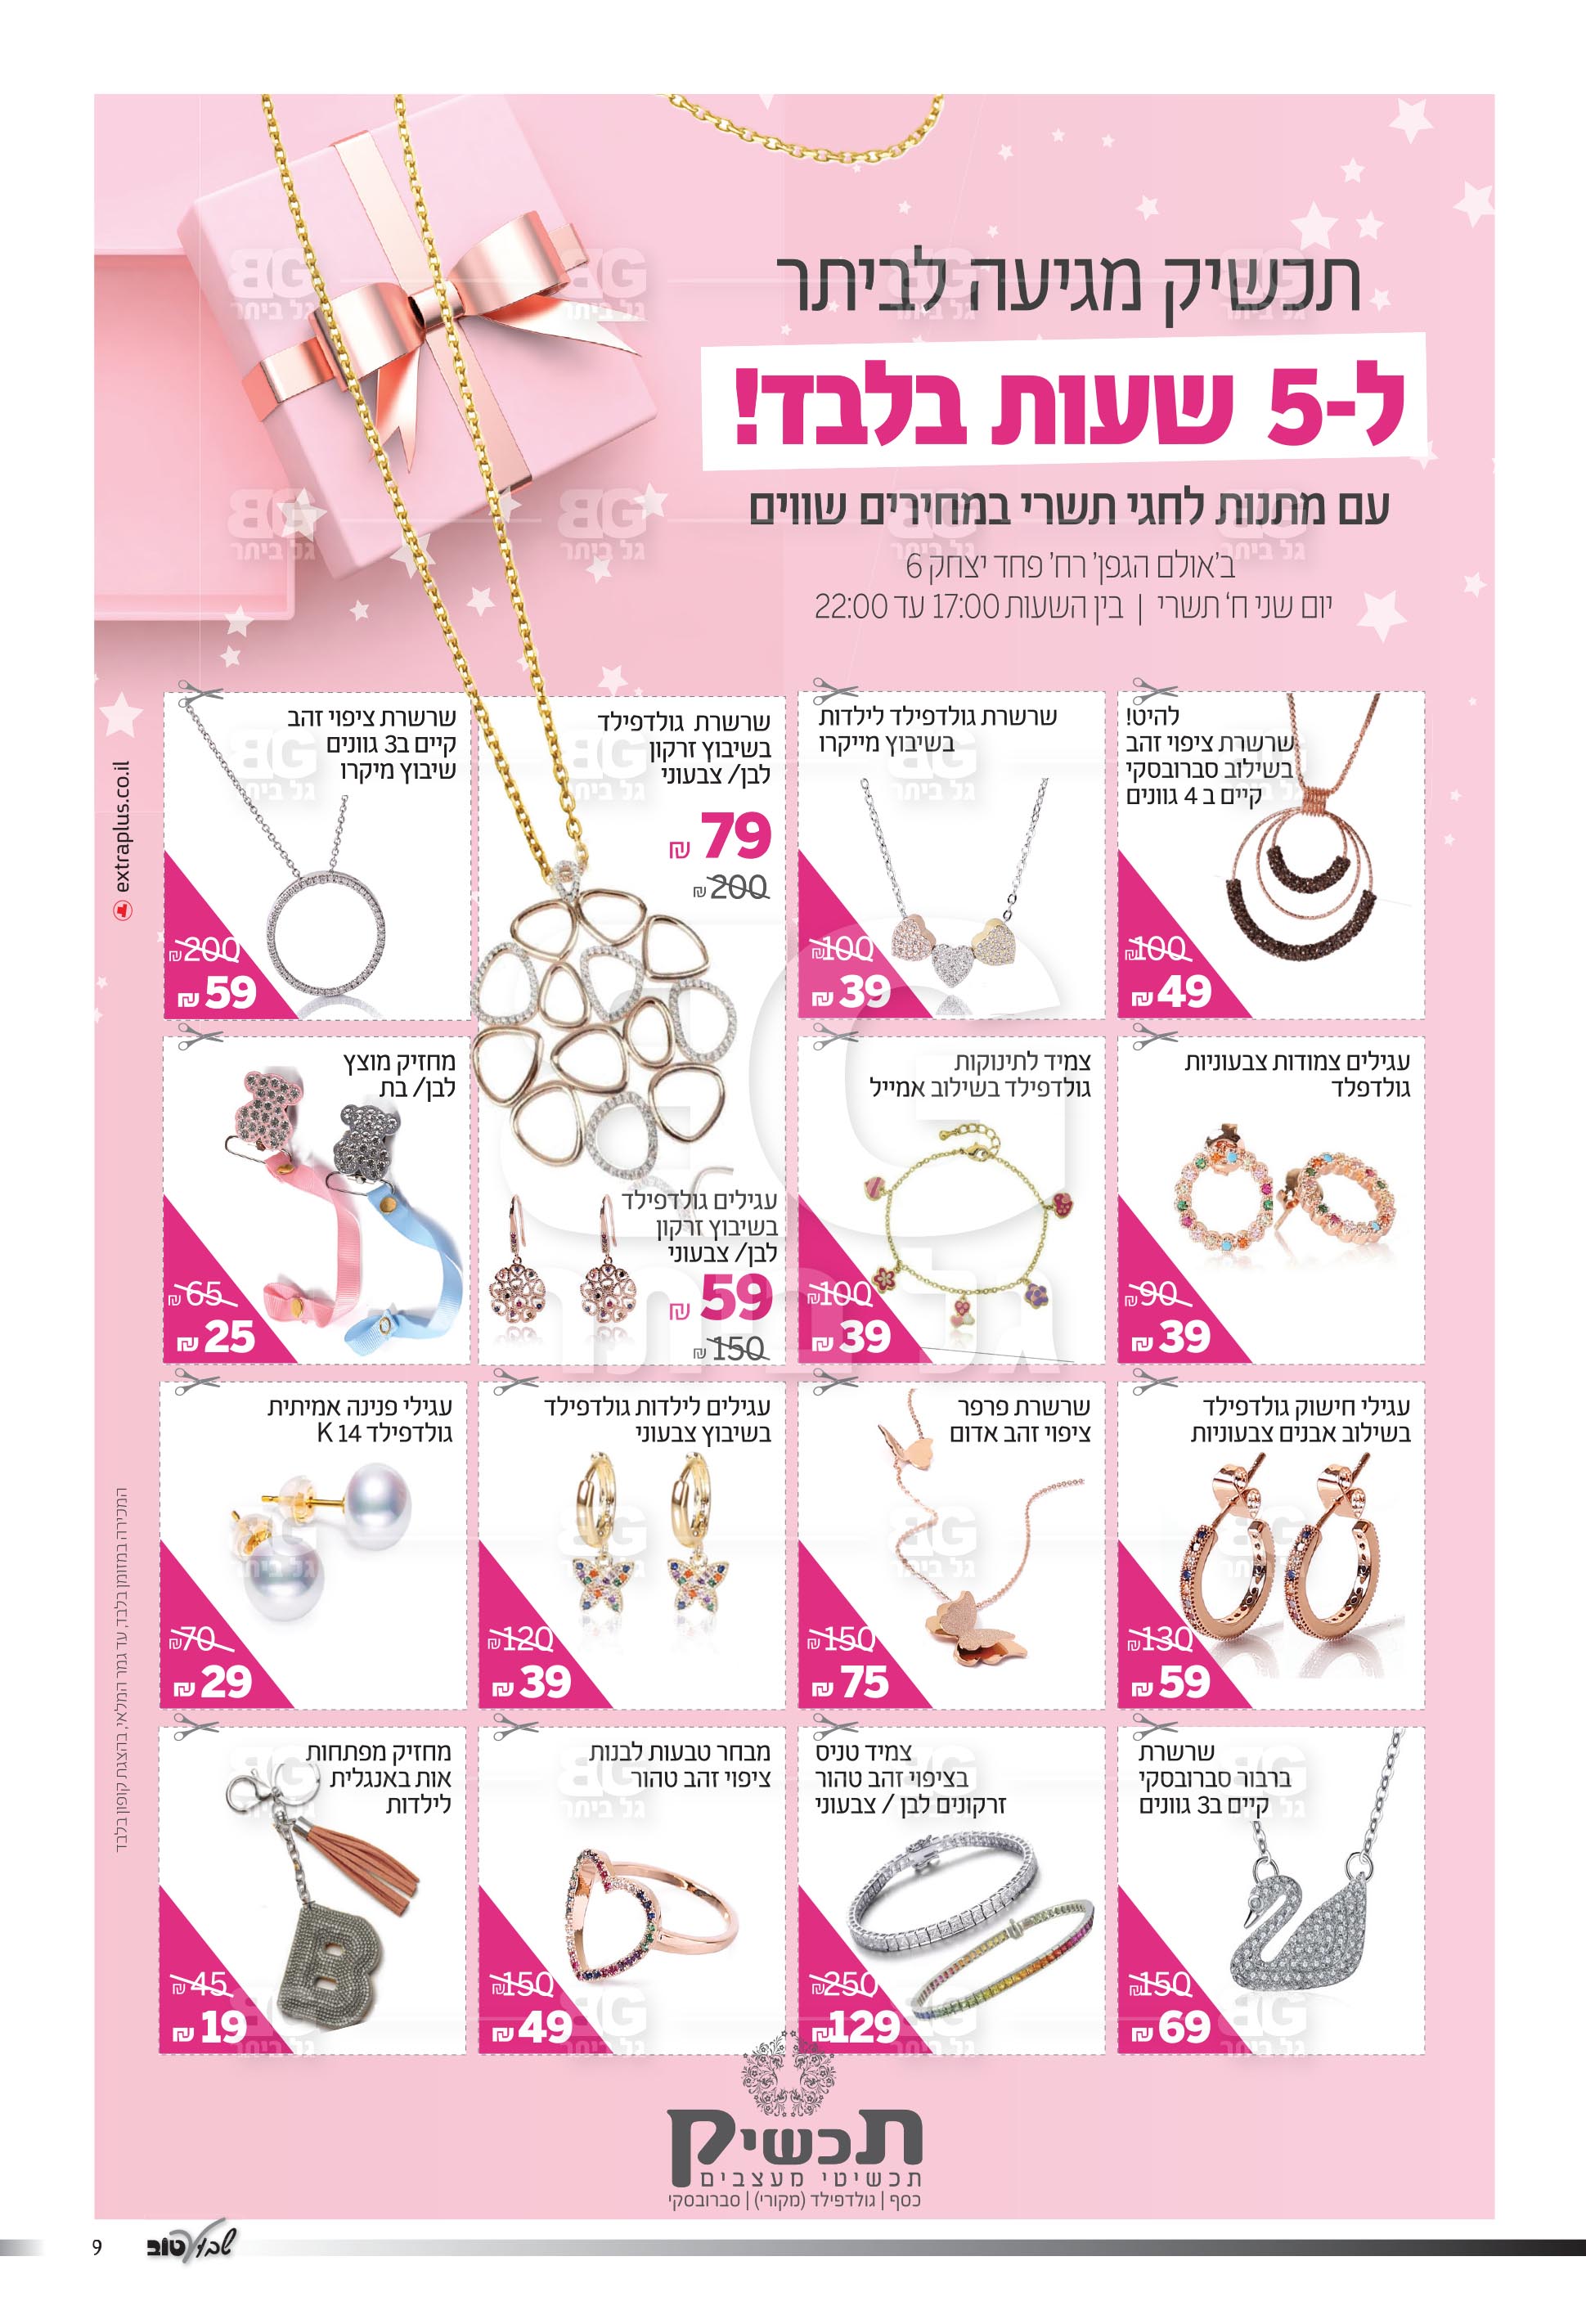 תכשיק מגיעה לביתר
ל-5 שעות בלבד!
עם מתנות לחגי תשרי במחירים שווים
ב'אולם הגפן' רח' פחד יצחק 6
יום שני ח' תשרי | בין השעות 17:00 עד 22:00
להיט!
שרשרת ציפוי זהב
בשילוב סברובסקי
קיים ב 4 גוונים
100 ₪
49 ₪
שרשרת גולדפילד לילדות
בשיבוץ מייקרו
100 ₪
39 ₪
שרשרת גולדפילד
בשיבוץ זרקון
לבן/ צבעוני
79 ₪
200 ₪
שרשרת ציפוי זהב
קיים ב3 גוונים
שיבוץ מיקרו
200 ₪
59 ₪
עגילים צמודות צבעוניות
גולדפלד
90 ₪
39 ₪
צמיד לתינוקות
גולדפילד בשילוב אמייל
100 ₪
39 ₪
עגילים גולדפילד
בשיבוץ זרקון
לבן/ צבעוני
59 ₪
150 ₪
מחזיק מוצץ
לבן/ בת
65 ₪
25 ₪
עגילי חישוק גולדפילד
בשילוב אבנים צבעוניות
130 ₪
59 ₪
שרשרת פרפר
ציפוי זהב אדום
150 ₪
75 ₪
עגילים לילדות גולדפילד
בשיבוץ צבעוני
120 ₪
39 ₪
עגילי פנינה אמיתית
גולדפילד K 14
70 ₪
29 ₪
שרשרת
ברבור סברובסקי
קיים ב3 גוונים
150 ₪
69 ₪
צמיד טניס
בציפוי זהב טהור
זרקונים לבן / צבעוני
250 ₪
129 ₪
מבחר טבעות לבנות
ציפוי זהב טהור
150 ₪
49 ₪
מחזיק מפתחות
אות באנגלית
לילדות
45 ₪
19 ₪
extraplus.co.il
המכירה במזומן בלבד, עד גמר המלאי, בהצגת קופון בלבד
תכשיק
תכשיטי מעצבים
כסף | גולדפילד (מקורי) | סברובסקי
שבוע טוב
9
BG
גל ביתר